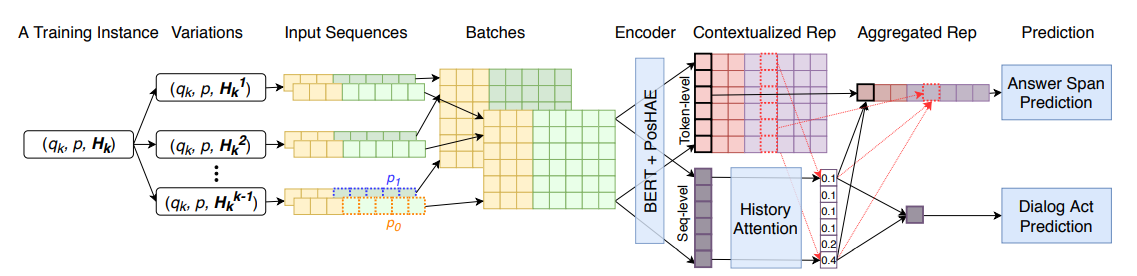 A Training Instance
Variations
Input Sequences
Batches
Encoder
Contextualized Rep
Aggregated Rep
Prediction
(qk, p, Hk)
(qk, p, Hk1)
(qk, p, Hk2)
(qk, p, Hkk-1)
p1
p0
BERT + PosHAE
Token-level
Seq-level
History
Attention
0.1
0.1
0.1
0.1
0.2
0.4
Answer Span
Prediction
Dialog Act
Prediction